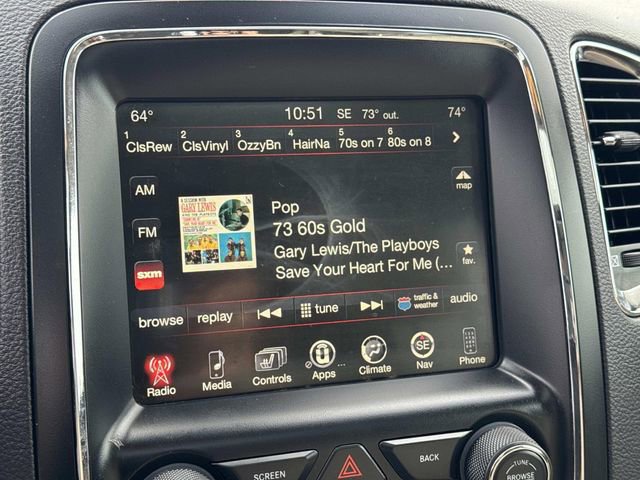 64° 10:51 SE 73° out. 74°
1 ClsRew 2 ClsVinyl 3 OzzyBn 4 HairNa 5 70s on 7 6 80s on 8
AM
map
GARY LEWIS
Pop
73 60s Gold
FM
Gary Lewis/The Playboys
fav.
sxm
Save Your Heart For Me (...
browse replay tune traffic & weather audio
Radio Media Controls Apps ... Climate SE Nav Phone
SCREEN BACK TUNE
BROWSE